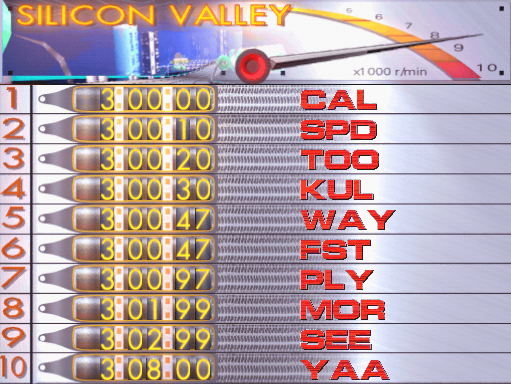 SILICON VALLEY
5 6 7 8 9 10
x1000 r/min
1 3:00:00 CAL
2 3:00:10 SPD
3 3:00:20 TOO
4 3:00:30 KUL
5 3:00:47 WAY
6 3:00:47 FST
7 3:00:97 PLY
8 3:01:99 MOR
9 3:02:99 SEE
10 3:08:00 YAA